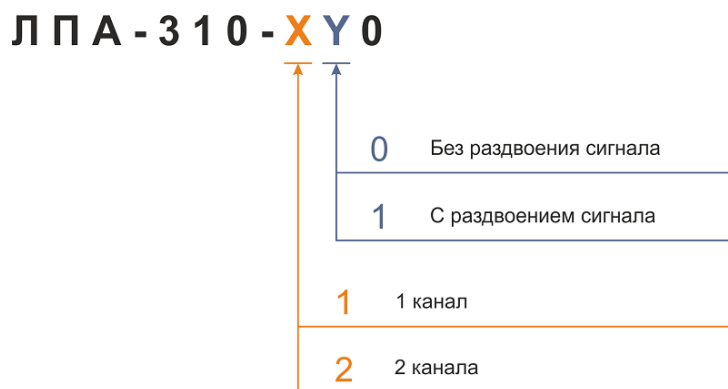 ЛПА-310-XY0
0 Без раздвоения сигнала
1 С раздвоением сигнала
1 1 канал
2 2 канала